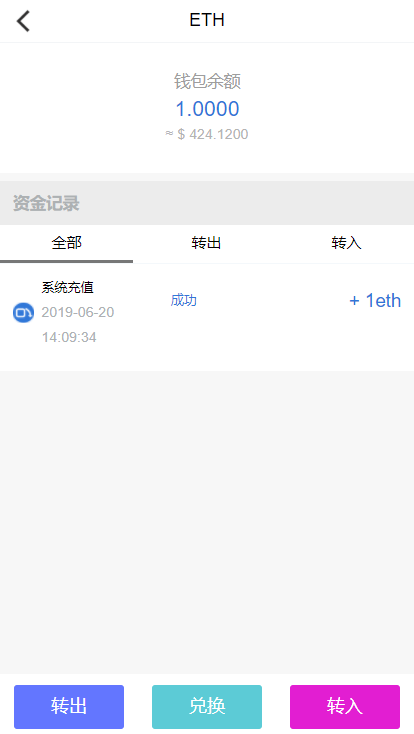 ETH
钱包余额
1.0000
≈ $ 424.1200
资金记录
全部 转出 转入
系统充值
2019-06-20
14:09:34
成功
+ 1eth
转出 兑换 转入